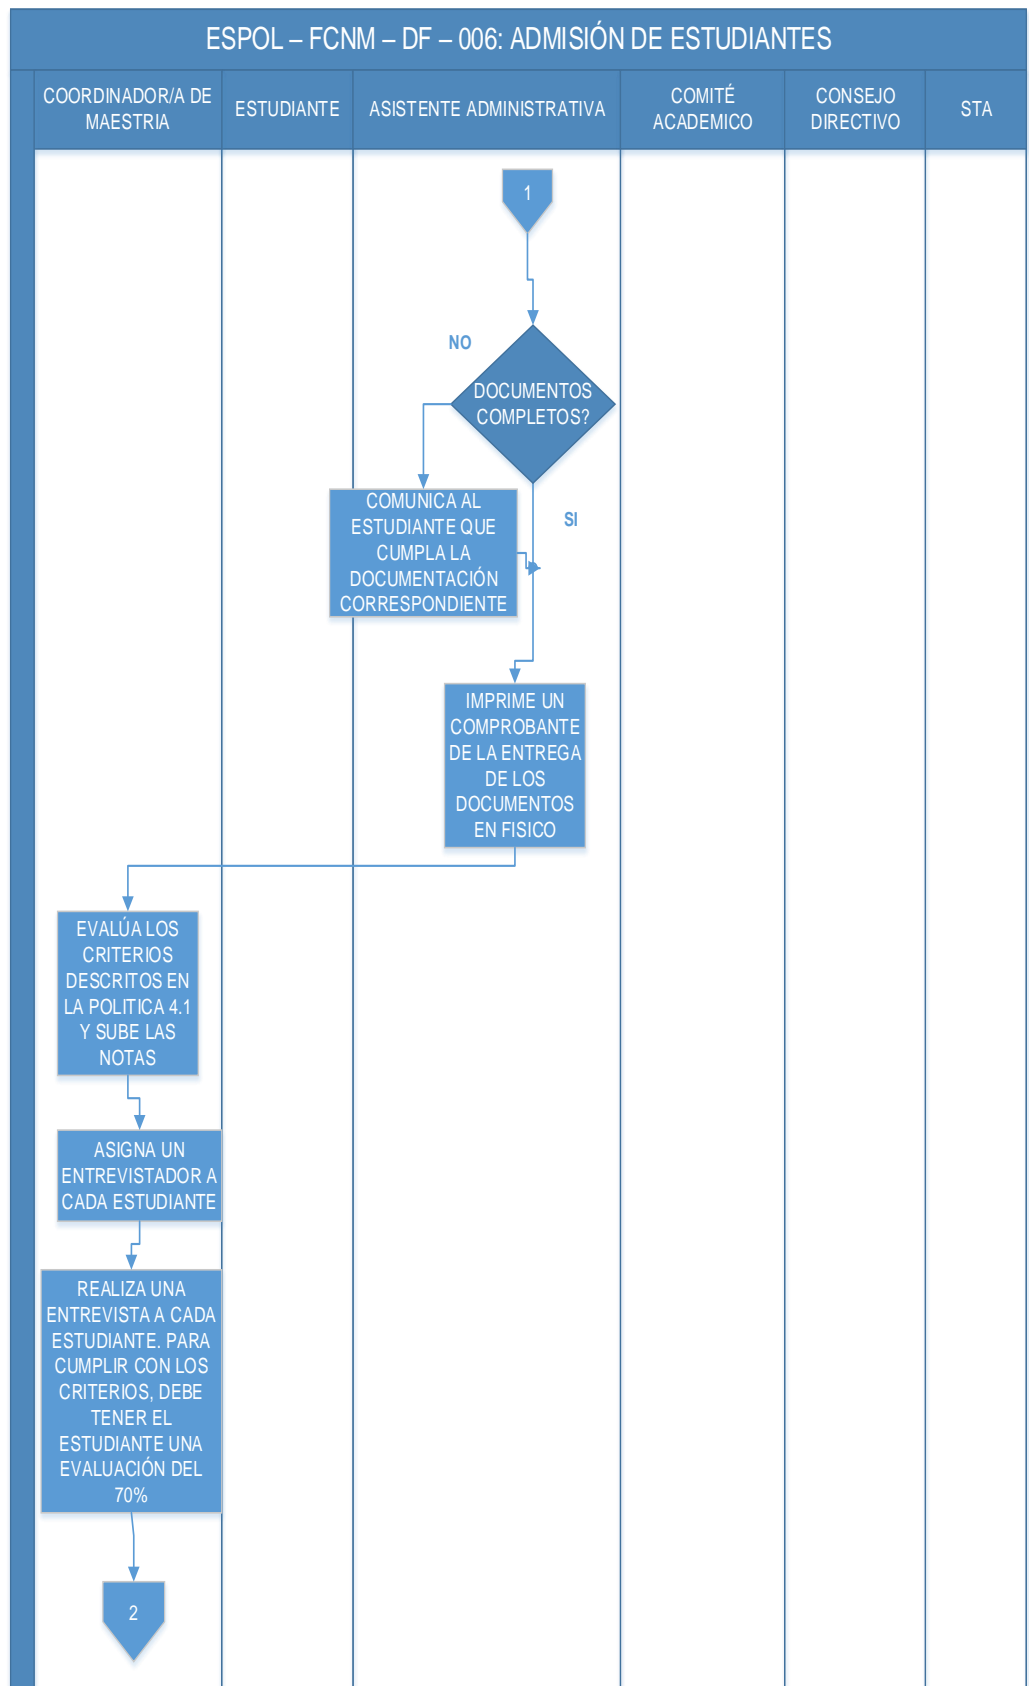 ESPOL – FCNM – DF – 006: ADMISIÓN DE ESTUDIANTES
COORDINADOR/A DE
MAESTRIA
ESTUDIANTE
ASISTENTE ADMINISTRATIVA
COMITÉ
ACADEMICO
CONSEJO
DIRECTIVO
STA
1
NO
DOCUMENTOS
COMPLETOS?
COMUNICA AL
ESTUDIANTE QUE
CUMPLA LA
DOCUMENTACIÓN
CORRESPONDIENTE
SI
IMPRIME UN
COMPROBANTE
DE LA ENTREGA
DE LOS
DOCUMENTOS
EN FISICO
EVALÚA LOS
CRITERIOS
DESCRITOS EN
LA POLITICA 4.1
Y SUBE LAS
NOTAS
ASIGNA UN
ENTREVISTADOR A
CADA ESTUDIANTE
REALIZA UNA
ENTREVISTA A CADA
ESTUDIANTE. PARA
CUMPLIR CON LOS
CRITERIOS, DEBE
TENER EL
ESTUDIANTE UNA
EVALUACIÓN DEL
70%
2